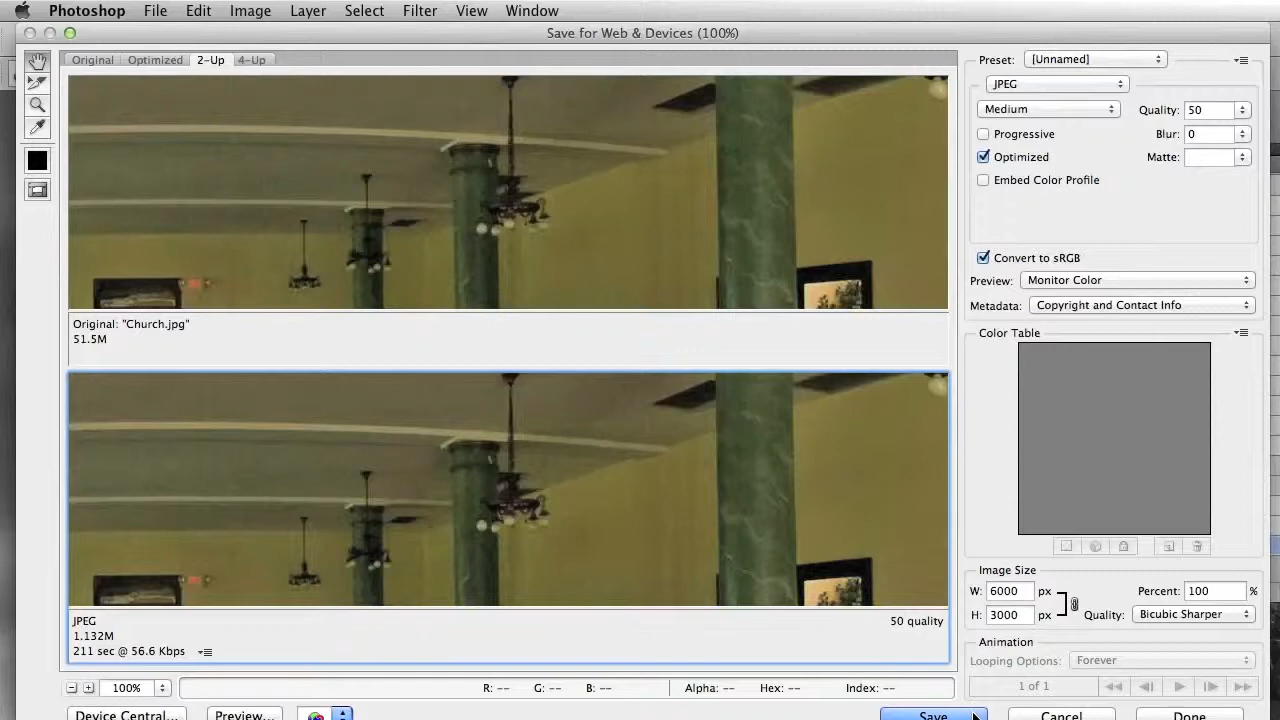 Photoshop File Edit Image Layer Select Filter View Window
Save for Web & Devices (100%)
Original Optimized 2-Up 4-Up
Preset: [Unnamed]
JPEG
Medium Quality: 50
Progressive Blur: 0
Optimized Matte:
Embed Color Profile
Convert to sRGB
Preview: Monitor Color
Metadata: Copyright and Contact Info
Original: "Church.jpg"
51.5M
Color Table
JPEG 50 quality
1.132M
211 sec @ 56.6 Kbps
Image Size
W: 6000 px Percent: 100 %
H: 3000 px Quality: Bicubic Sharper
Animation
Looping Options: Forever
1 of 1
100% R: -- G: -- B: -- Alpha: -- Hex: -- Index: --
Device Central... Preview... Save Cancel Done